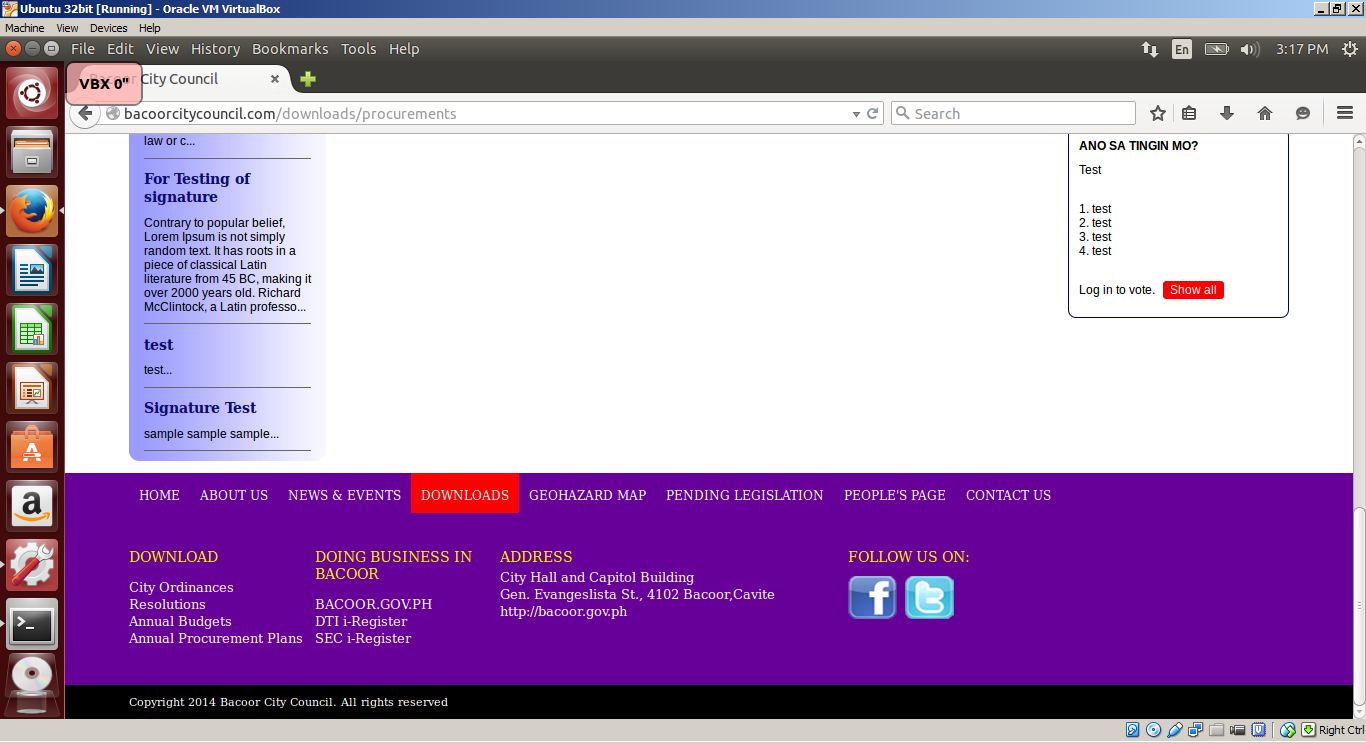 Ubuntu 32bit [Running] - Oracle VM VirtualBox
Machine View Devices Help
File Edit View History Bookmarks Tools Help
En
3:17 PM
VBX 0"
City Council
bacoorcitycouncil.com/downloads/procurements
Search
law or c...
For Testing of
signature
Contrary to popular belief,
Lorem Ipsum is not simply
random text. It has roots in a
piece of classical Latin
literature from 45 BC, making it
over 2000 years old. Richard
McClintock, a Latin professo...
test
test...
Signature Test
sample sample sample...
ANO SA TINGIN MO?
Test
1. test
2. test
3. test
4. test
Log in to vote. Show all
HOME ABOUT US NEWS & EVENTS DOWNLOADS GEOHAZARD MAP PENDING LEGISLATION PEOPLE'S PAGE CONTACT US
DOWNLOAD
City Ordinances
Resolutions
Annual Budgets
Annual Procurement Plans
DOING BUSINESS IN
BACOOR
BACOOR.GOV.PH
DTI i-Register
SEC i-Register
ADDRESS
City Hall and Capitol Building
Gen. Evangeslista St., 4102 Bacoor,Cavite
http://bacoor.gov.ph
FOLLOW US ON:
Copyright 2014 Bacoor City Council. All rights reserved
Right Ctrl